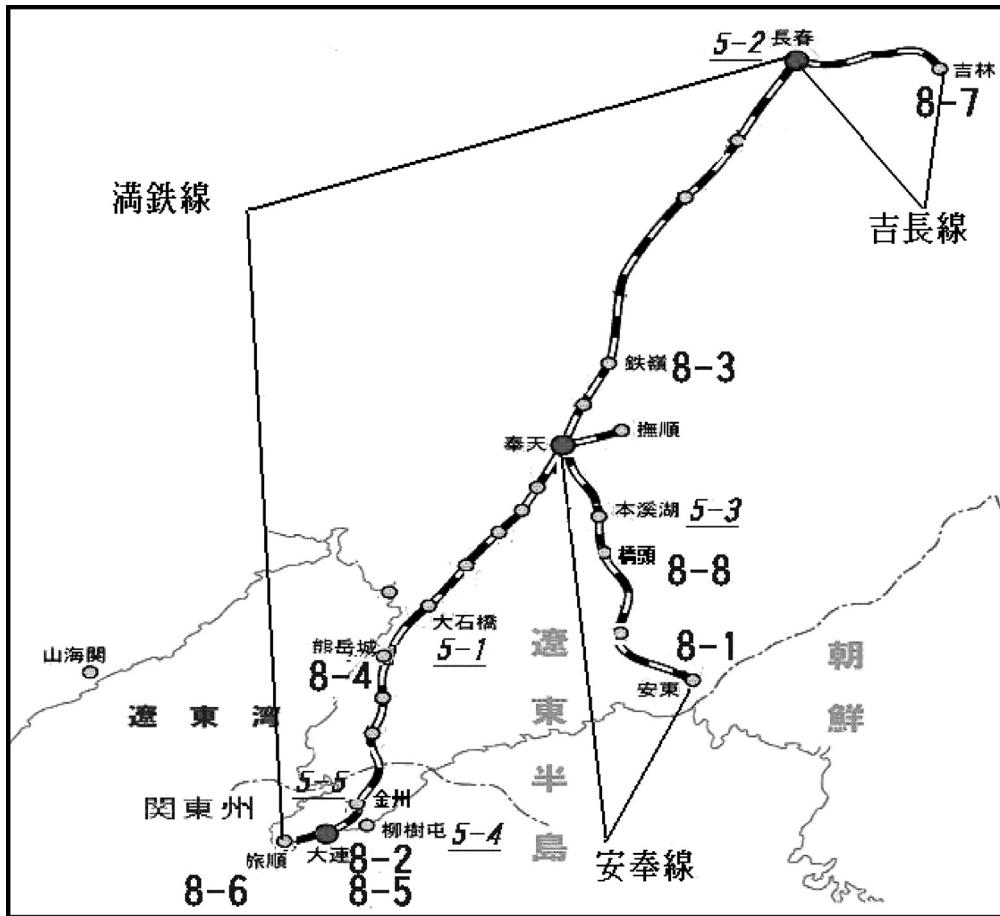 5-2 長春
吉林
8-7
満鉄線
吉長線
鉄嶺 8-3
撫順
奉天
本溪湖 5-3
橋頭
8-8
大石橋
5-1
熊岳城
8-4
8-1
安東
山海関
遼東湾
遼東半島
朝鮮
5-5
金州
関東州
柳樹屯 5-4
旅順
大連 8-2
8-5
8-6
安奉線